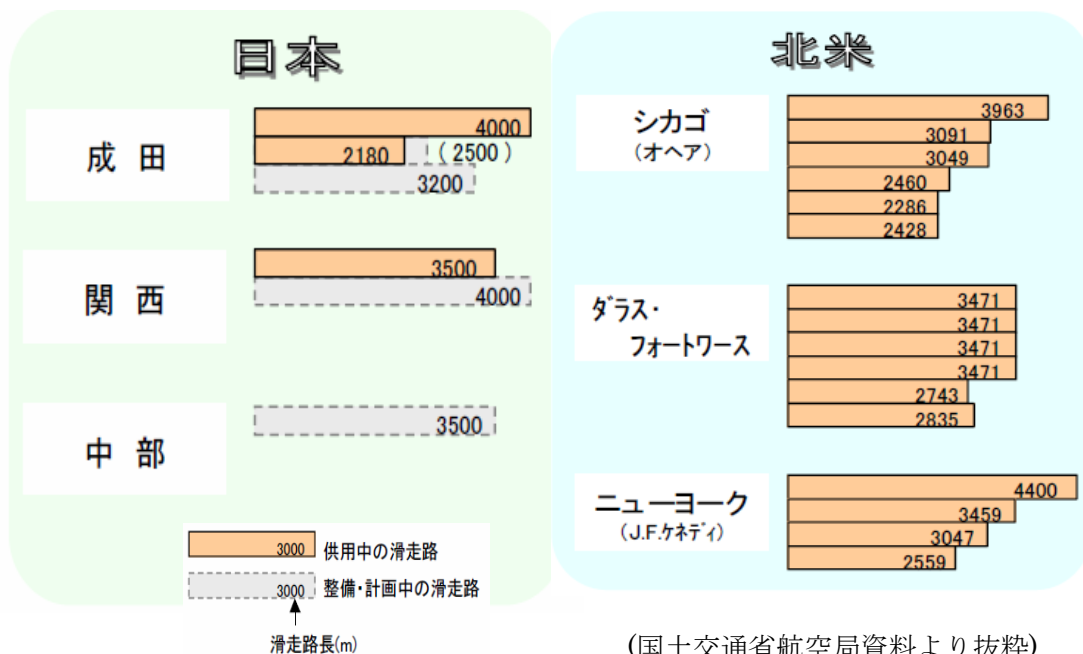 日本
成田
4000
2180
(2500)
3200
関西
3500
4000
中部
3500
3000 供用中の滑走路
3000 整備・計画中の滑走路
滑走路長(m)
北米
シカゴ
(オヘア)
3963
3091
3049
2460
2286
2428
ダラス・
フォートワース
3471
3471
3471
3471
2743
2835
ニューヨーク
(J.F.ケネディ)
4400
3459
3047
2559
(国土交通省航空局資料より抜粋)